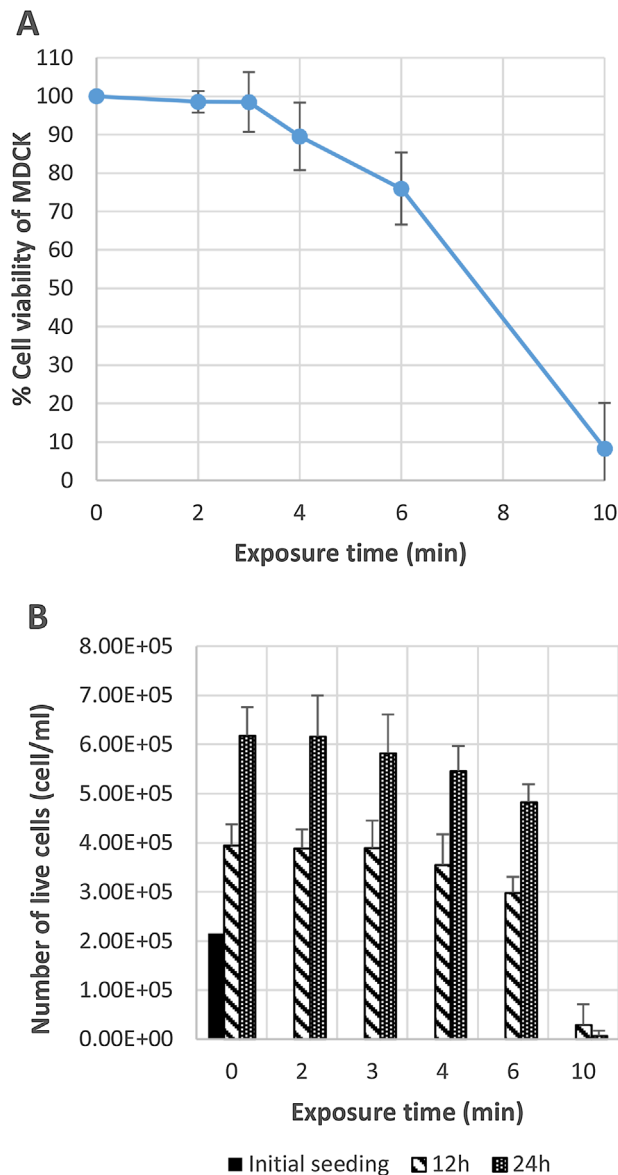 A
110
100
90
80
70
60
50
40
30
20
10
0
% Cell viability of MDCK
0 2 4 6 8 10
Exposure time (min)
B
8.00E+05
7.00E+05
6.00E+05
5.00E+05
4.00E+05
3.00E+05
2.00E+05
1.00E+05
0.00E+00
Number of live cells (cell/ml)
0 2 3 4 6 10
Exposure time (min)
Initial seeding 12h 24h